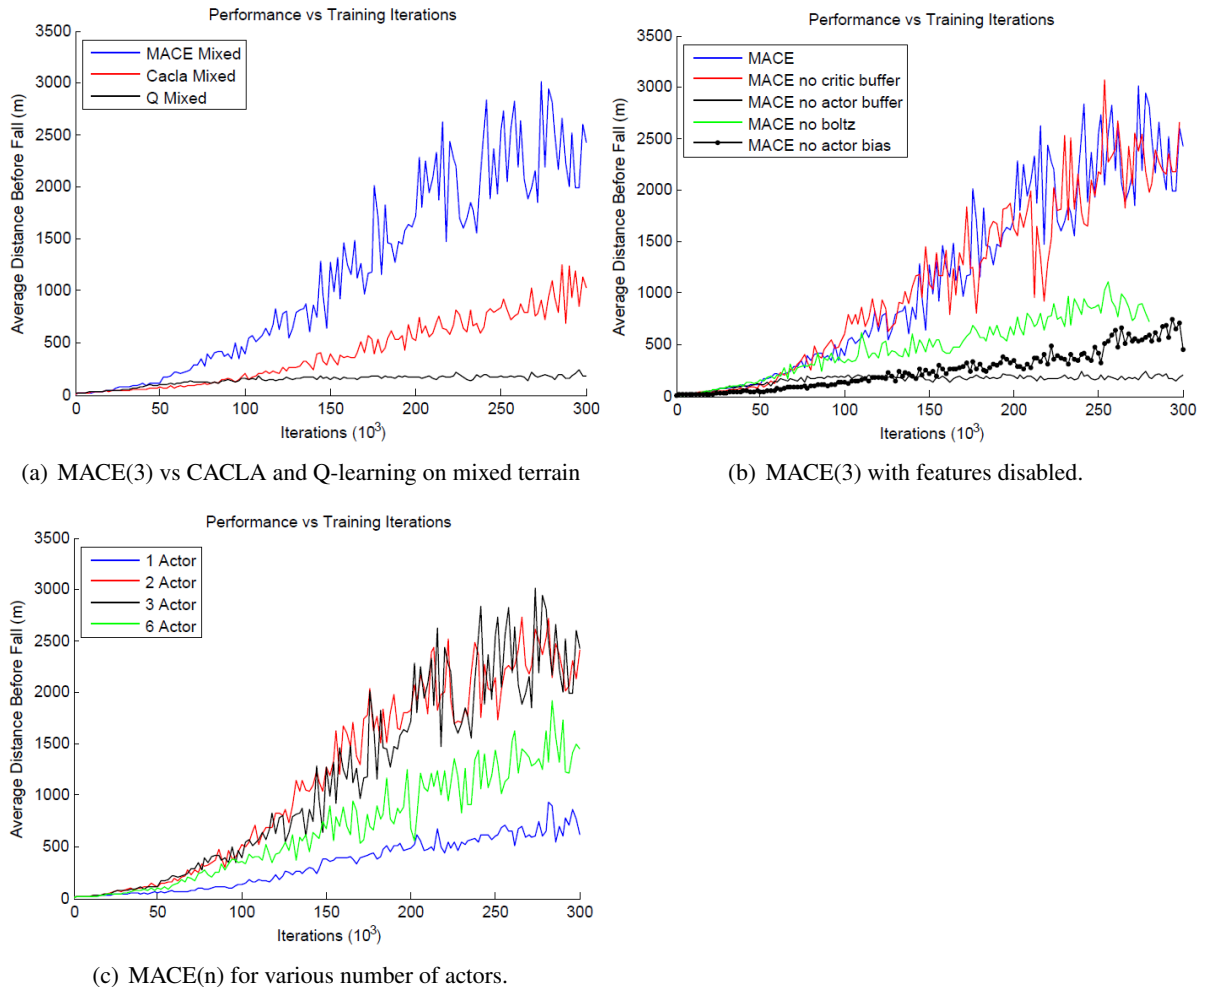 Performance vs Training Iterations
3500
3000
2500
2000
1500
1000
500
0
Average Distance Before Fall (m)
MACE Mixed
Cacla Mixed
Q Mixed
0 50 100 150 200 250 300
Iterations (10³)
(a) MACE(3) vs CACLA and Q-learning on mixed terrain
Performance vs Training Iterations
3500
3000
2500
2000
1500
1000
500
0
Average Distance Before Fall (m)
MACE
MACE no critic buffer
MACE no actor buffer
MACE no boltz
MACE no actor bias
0 50 100 150 200 250 300
Iterations (10³)
(b) MACE(3) with features disabled.
Performance vs Training Iterations
3500
3000
2500
2000
1500
1000
500
0
Average Distance Before Fall (m)
1 Actor
2 Actor
3 Actor
6 Actor
0 50 100 150 200 250 300
Iterations (10³)
(c) MACE(n) for various number of actors.